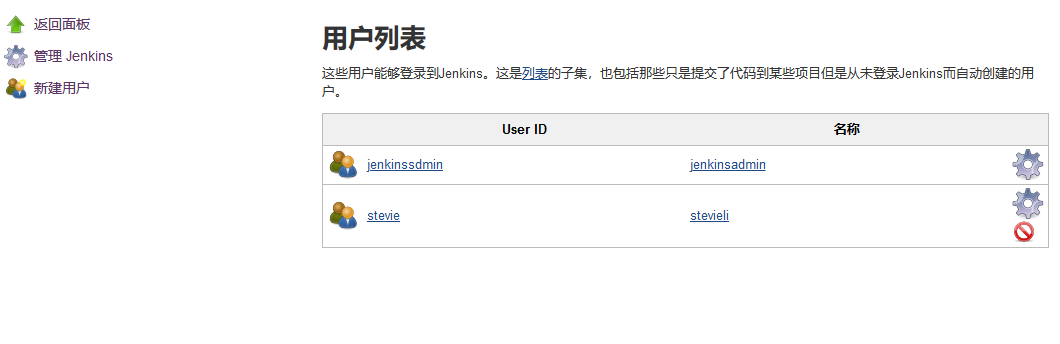 返回面板
管理 Jenkins
新建用户
用户列表
这些用户能够登录到Jenkins。这是列表的子集，也包括那些只是提交了代码到某些项目但是从未登录Jenkins而自动创建的用
户。
User ID 名称
jenkinssdmin jenkinsadmin
stevie stevieli